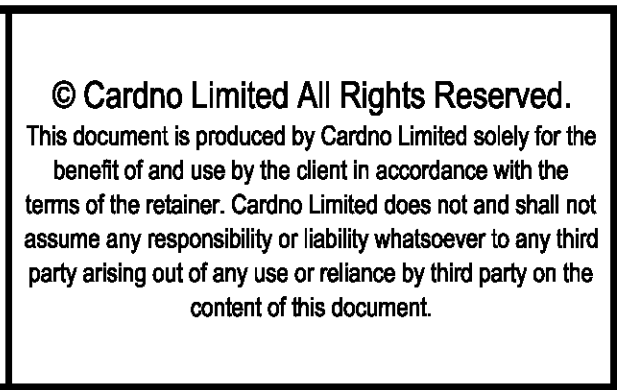 © Cardno Limited All Rights Reserved.
This document is produced by Cardno Limited solely for the
benefit of and use by the client in accordance with the
terms of the retainer. Cardno Limited does not and shall not
assume any responsibility or liability whatsoever to any third
party arising out of any use or reliance by third party on the
content of this document.